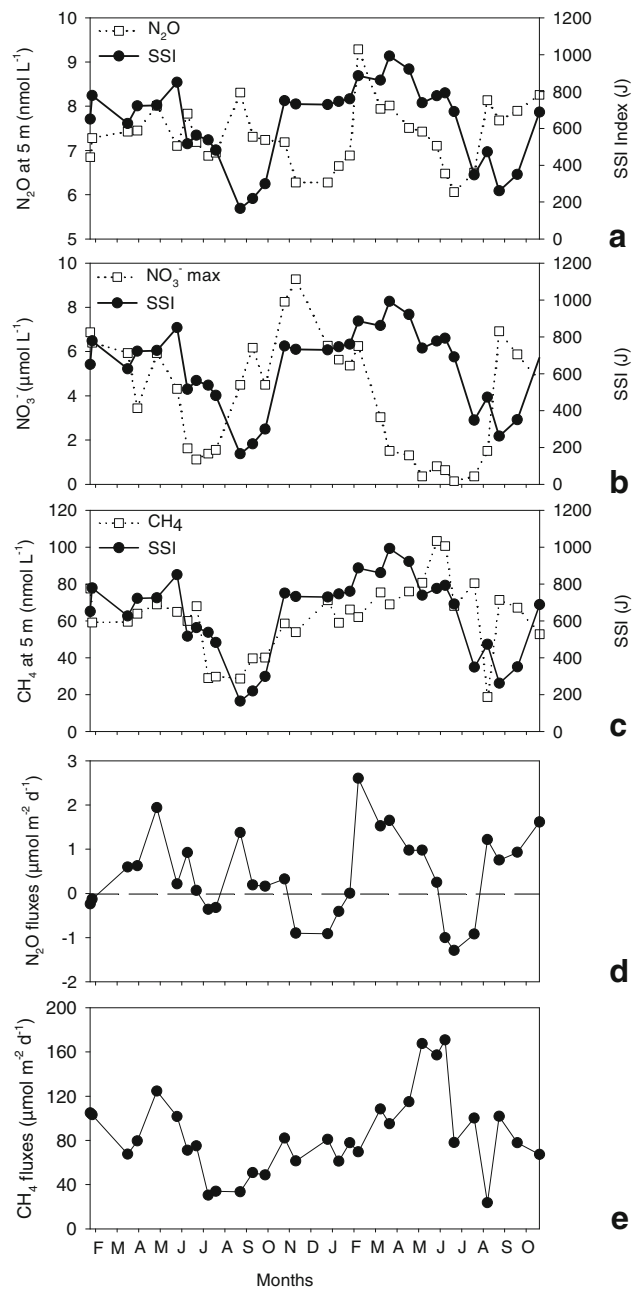 N₂O
SSI
10
9
8
7
6
5
N₂O at 5 m (nmol L⁻¹)
1200
1000
800
600
400
200
0
SSI Index (J)
a
NO₃⁻ max
SSI
10
8
6
4
2
0
NO₃⁻ (µmol L⁻¹)
1200
1000
800
600
400
200
0
SSI (J)
b
CH₄
SSI
120
100
80
60
40
20
0
CH₄ at 5 m (nmol L⁻¹)
1200
1000
800
600
400
200
0
SSI (J)
c
3
2
1
0
-1
-2
N₂O fluxes (µmol m⁻² d⁻¹)
d
200
160
120
80
40
0
CH₄ fluxes (µmol m⁻² d⁻¹)
e
F M A M J J A S O N D J F M A M J J A S O
Months